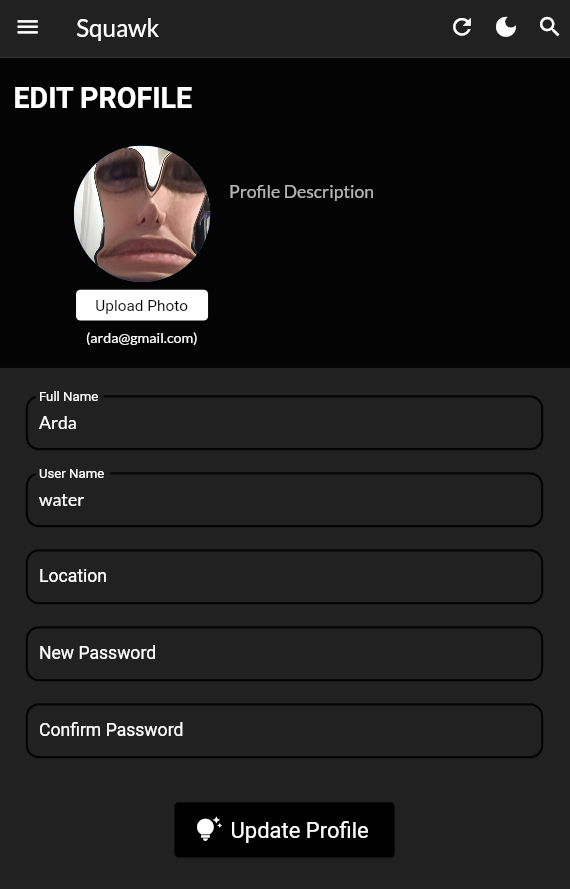 Squawk
EDIT PROFILE
Profile Description
Upload Photo
(arda@gmail.com)
Full Name
Arda
User Name
water
Location
New Password
Confirm Password
Update Profile